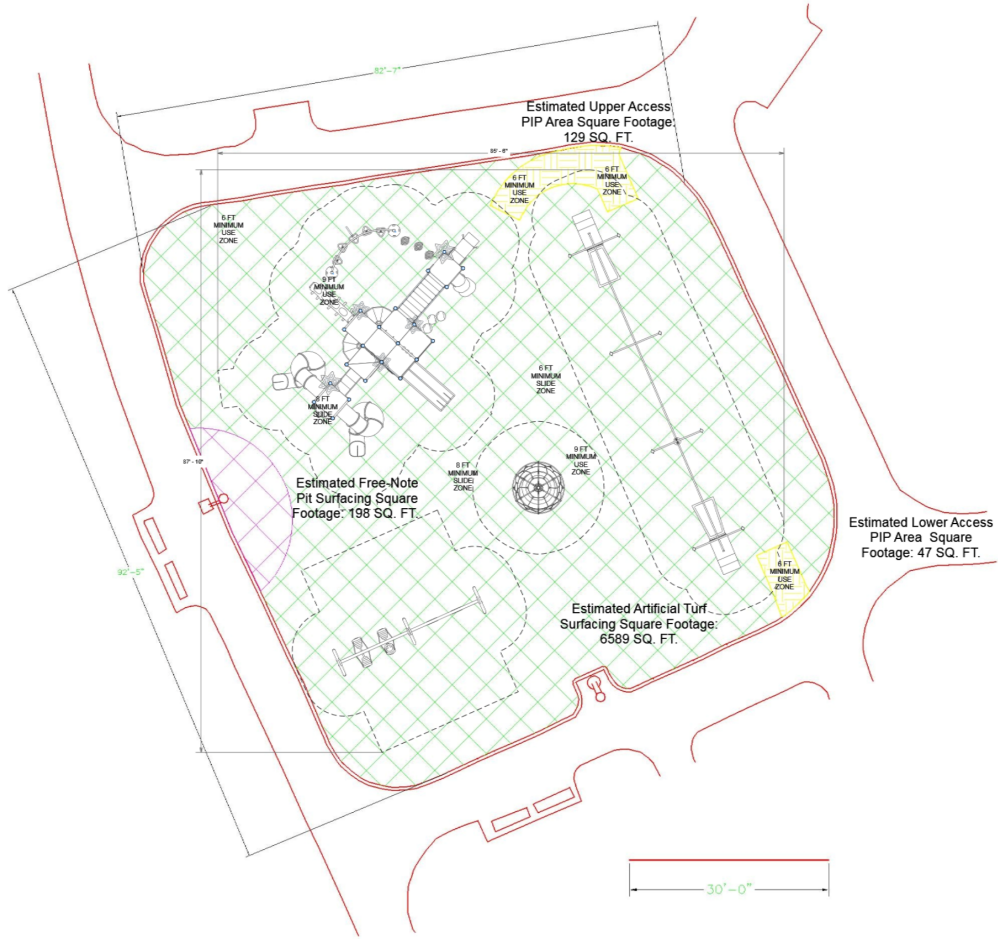 82'-7"
Estimated Upper Access
PIP Area Square Footage:
129 SQ. FT.
85' - 6"
6 FT
MINIMUM
USE
ZONE
6 FT
MINIMUM
USE
ZONE
6 FT
MINIMUM
USE
ZONE
9 FT
MINIMUM
USE
ZONE
6 FT
MINIMUM
SLIDE
ZONE
8 FT
MINIMUM
SLIDE
ZONE
87' - 10"
Estimated Free-Note
Pit Surfacing Square
Footage: 198 SQ. FT.
8 FT
MINIMUM
SLIDE
ZONE
9 FT
MINIMUM
USE
ZONE
Estimated Lower Access
PIP Area Square
Footage: 47 SQ. FT.
92'-5"
6 FT
MINIMUM
USE
ZONE
Estimated Artificial Turf
Surfacing Square Footage:
6589 SQ. FT.
30'-0"